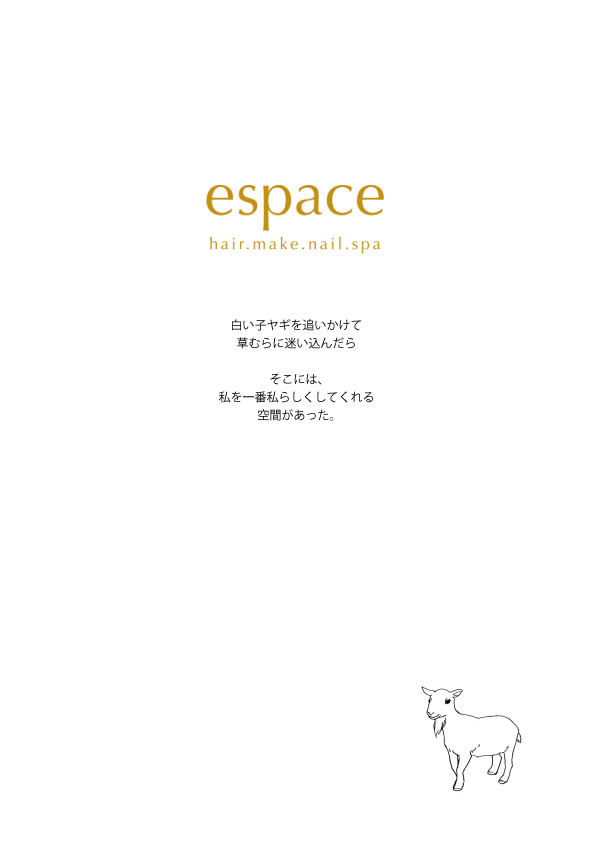 espace
hair.make.nail.spa
白い子ヤギを追いかけて
草むらに迷い込んだら
そこには、
私を一番私らしくしてくれる
空間があった。